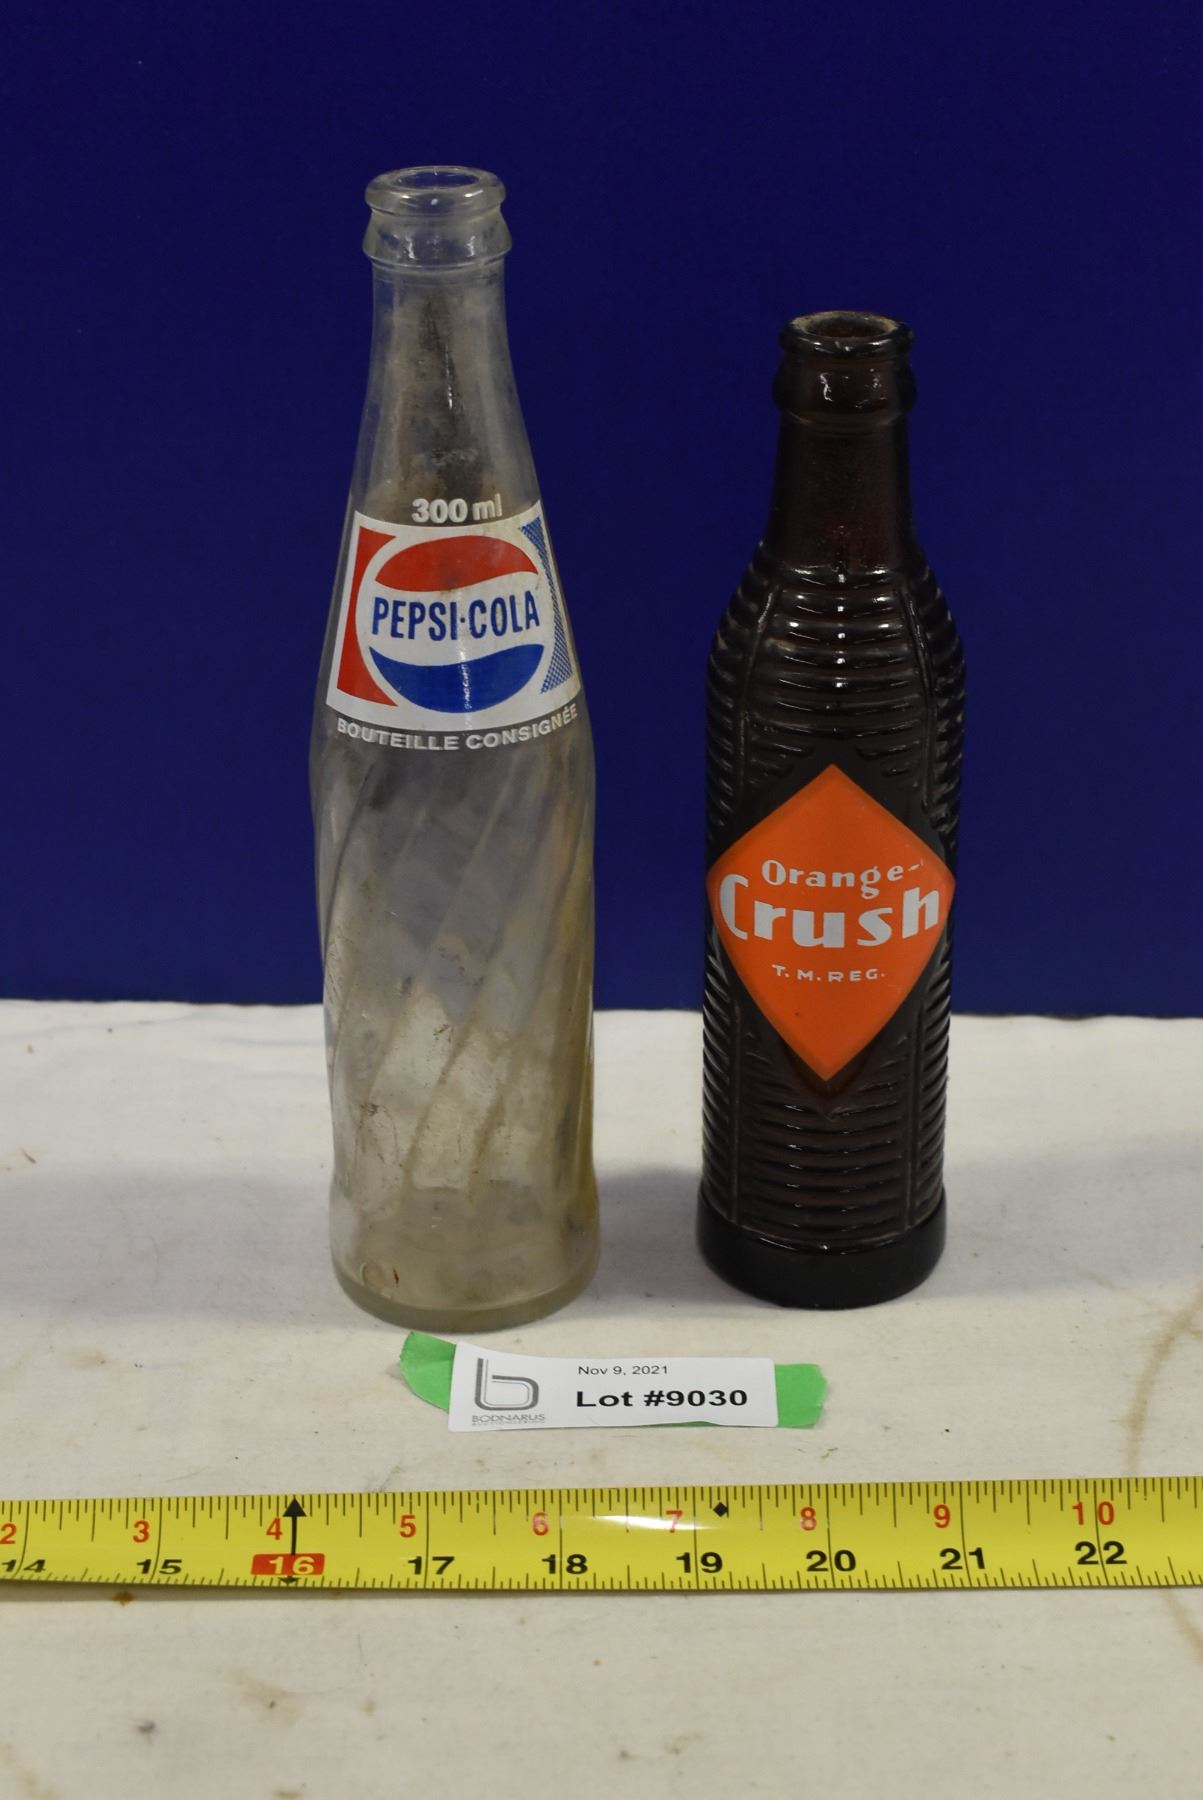 300 ml
PEPSI·COLA
BOUTEILLE CONSIGNÉE
Orange-
Crush
T.M.REG.
Nov 9, 2021
Lot #9030
BODNARUS
AUCTIONEERING
2 3 4 5 6 7 8 9 10
14 15 16 17 18 19 20 21 22